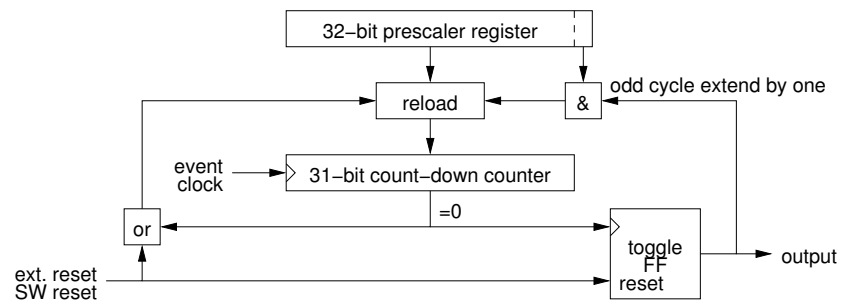 32−bit prescaler register
odd cycle extend by one
reload
&
event
clock
31−bit count−down counter
=0
or
toggle
FF
reset
output
ext. reset
SW reset